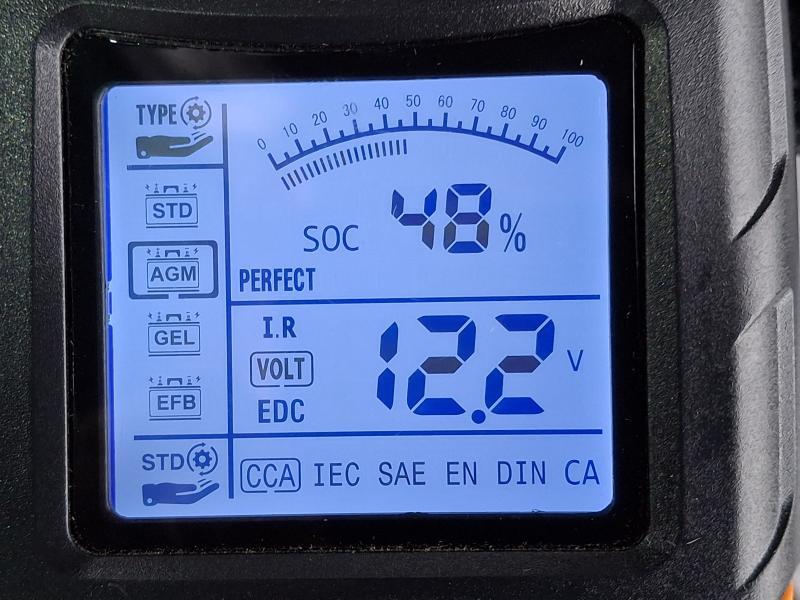 TYPE
0 10 20 30 40 50 60 70 80 90 100
STD
SOC 48%
AGM
PERFECT
GEL
I.R
VOLT 12.2 V
EFB
EDC
STD
CCA IEC SAE EN DIN CA